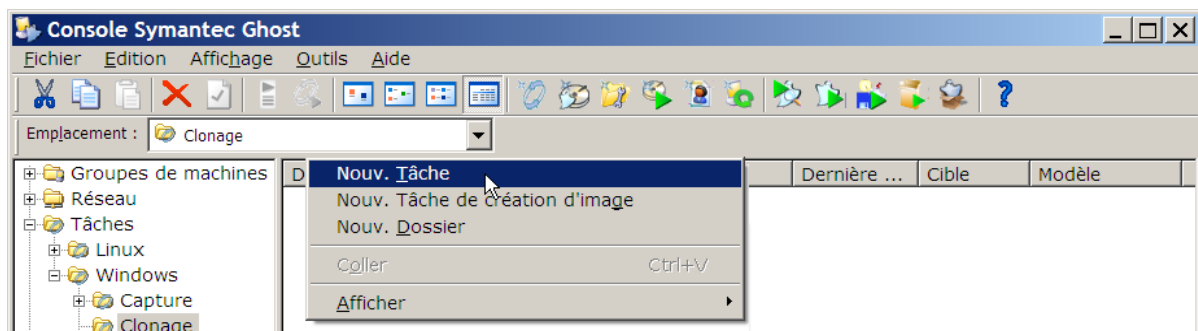 Console Symantec Ghost
Fichier Edition Affichage Outils Aide
Emplacement : Clonage
Groupes de machines
D
Dernière ...
Cible
Modèle
Réseau
Tâches
Linux
Windows
Capture
Clonage
Nouv. Tâche
Nouv. Tâche de création d'image
Nouv. Dossier
Coller Ctrl+V
Afficher